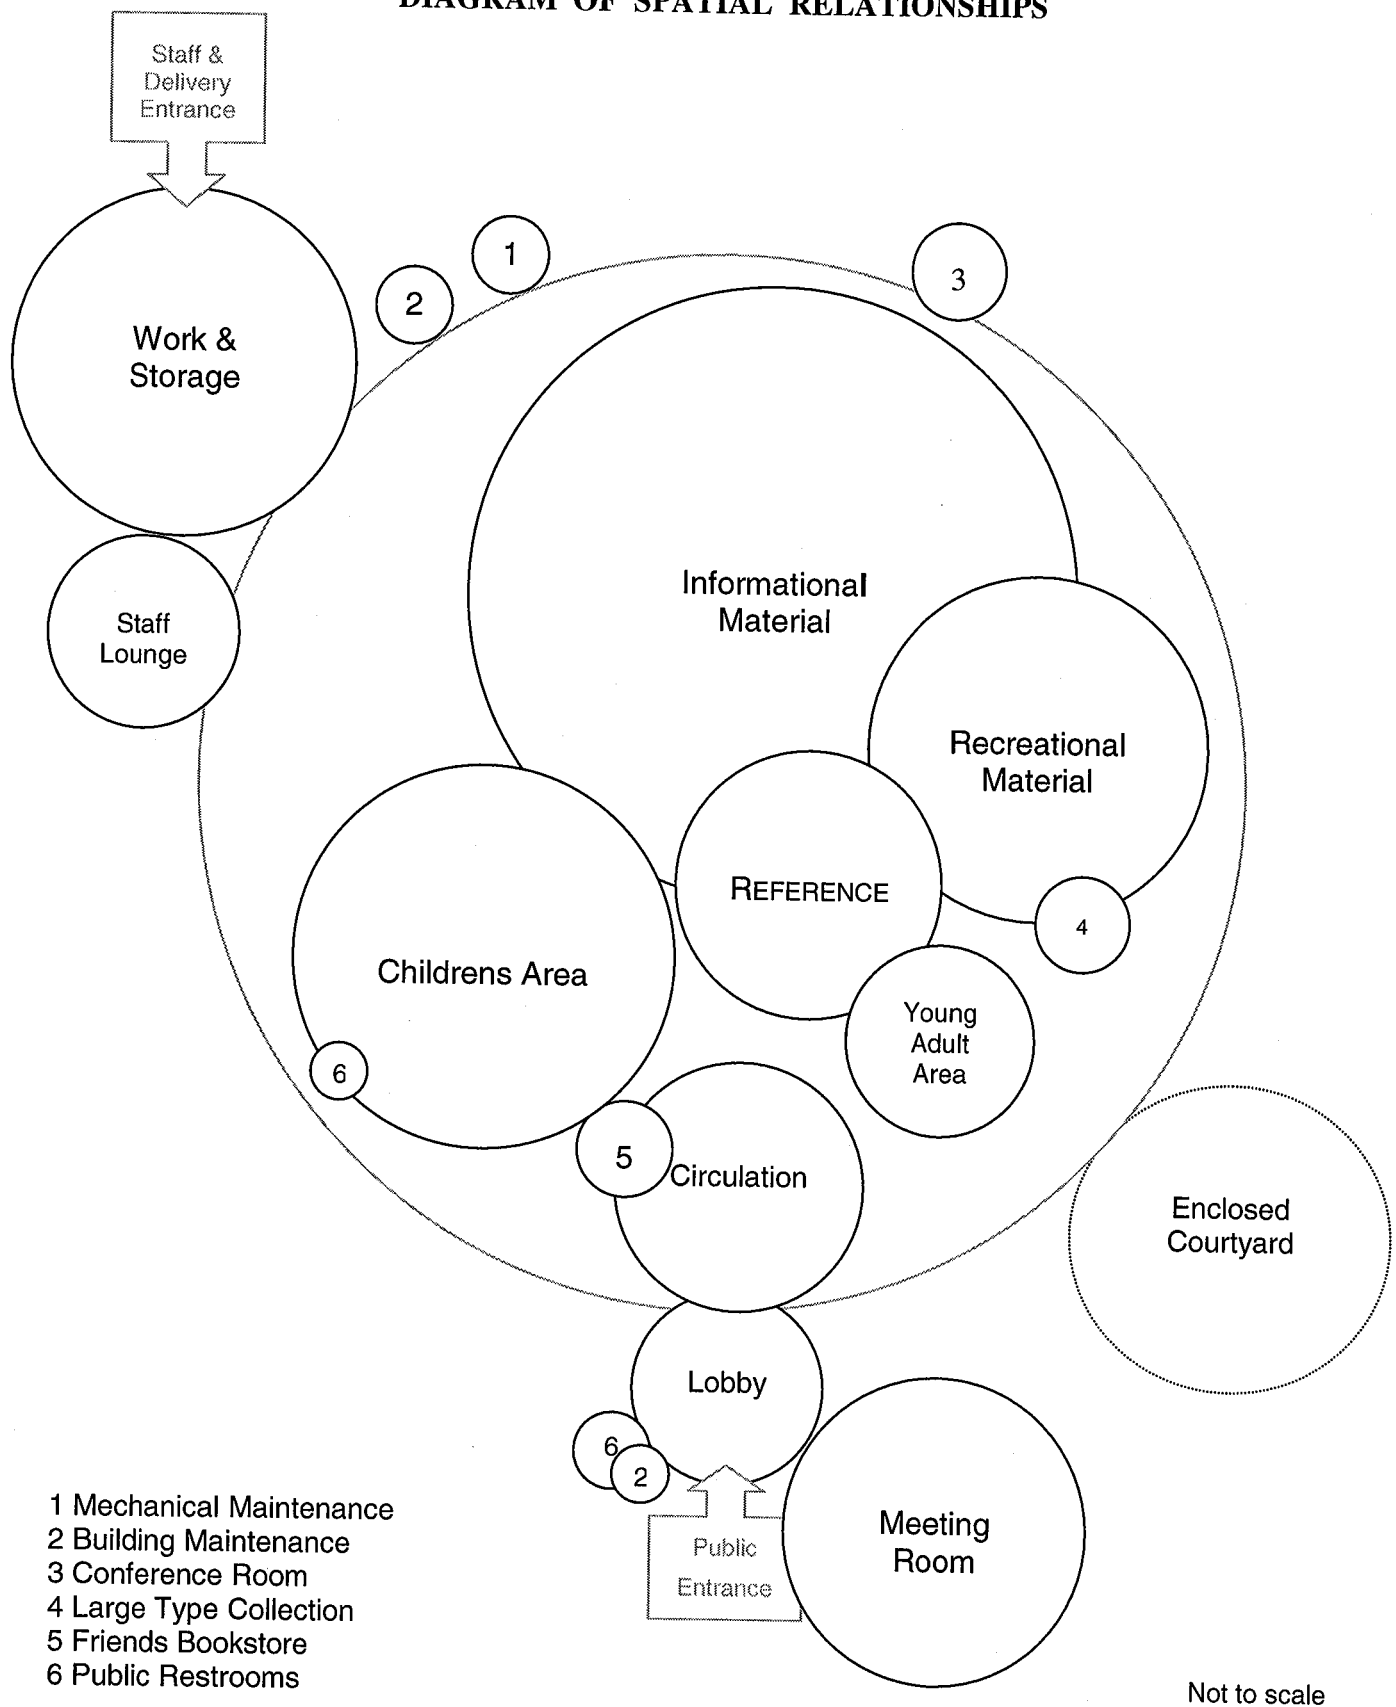 DIAGRAM OF SPATIAL RELATIONSHIPS
Staff &
Delivery
Entrance
1
2
3
Work &
Storage
Informational
Material
Staff
Lounge
Recreational
Material
REFERENCE
4
Childrens Area
Young
Adult
Area
6
5
Circulation
Enclosed
Courtyard
Lobby
6
2
Public
Entrance
Meeting
Room
1 Mechanical Maintenance
2 Building Maintenance
3 Conference Room
4 Large Type Collection
5 Friends Bookstore
6 Public Restrooms
Not to scale